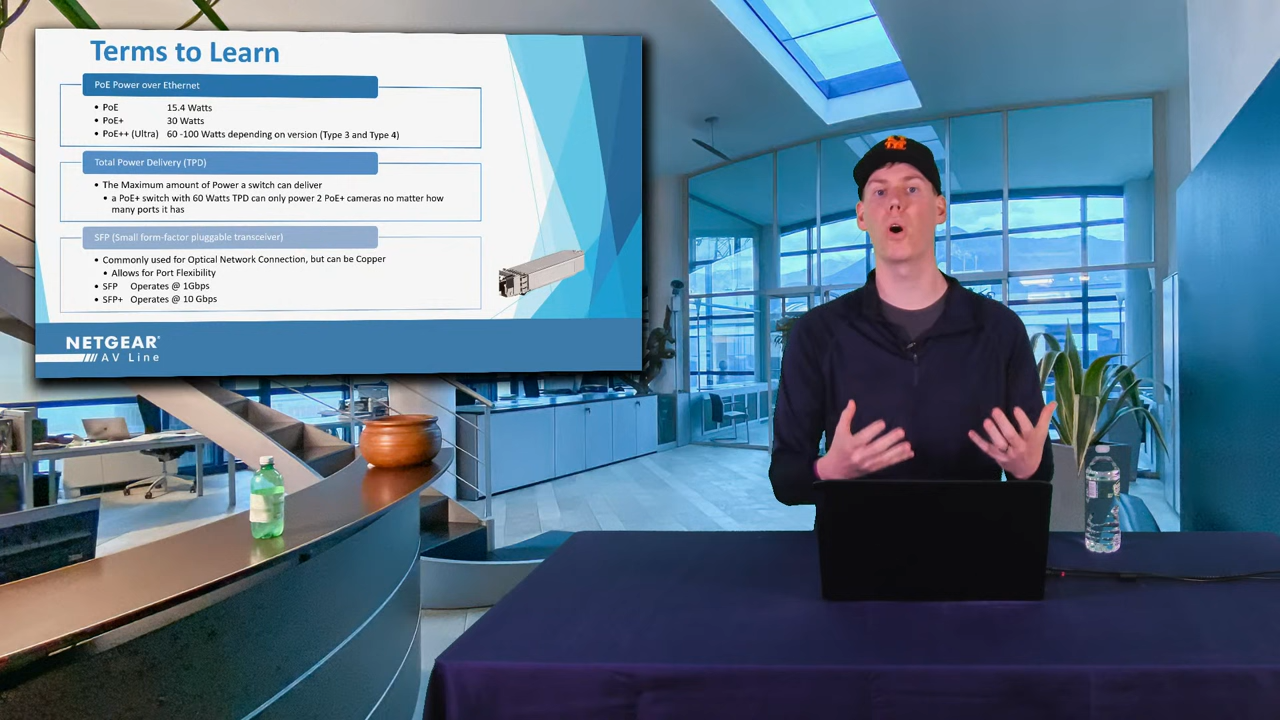 Terms to Learn
PoE Power over Ethernet
• PoE 15.4 Watts
• PoE+ 30 Watts
• PoE++ (Ultra) 60 -100 Watts depending on version (Type 3 and Type 4)
Total Power Delivery (TPD)
• The Maximum amount of Power a switch can deliver
• a PoE+ switch with 60 Watts TPD can only power 2 PoE+ cameras no matter how
many ports it has
SFP (Small form-factor pluggable transceiver)
• Commonly used for Optical Network Connection, but can be Copper
• Allows for Port Flexibility
• SFP Operates @ 1Gbps
• SFP+ Operates @ 10 Gbps
NETGEAR®
AV Line